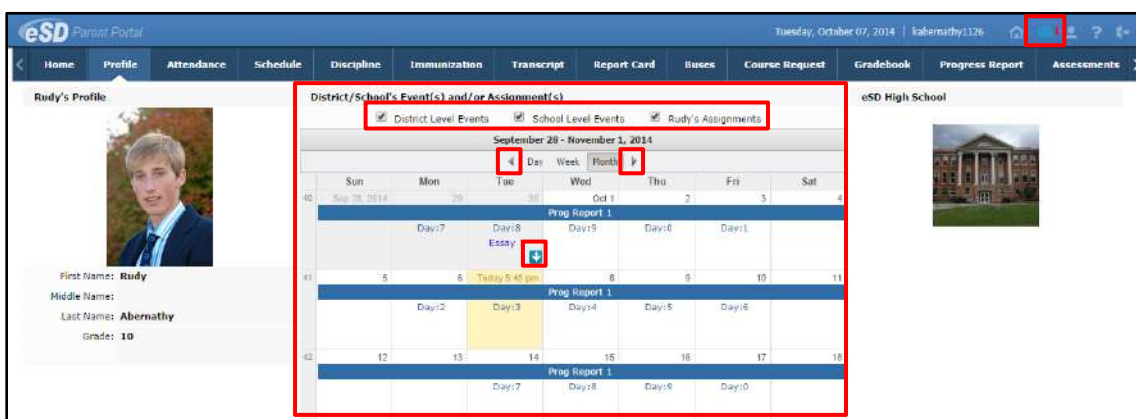 eSD Parent Portal
Tuesday, October 07, 2014 | kabernathy1126
?
Home Profile Attendance Schedule Discipline Immunization Transcript Report Card Buses Course Request Gradebook Progress Report Assessments
Rudy's Profile
First Name: Rudy
Middle Name:
Last Name: Abernathy
Grade: 10
District/School's Event(s) and/or Assignment(s)
District Level Events School Level Events Rudy's Assignments
September 28 - November 1, 2014
Day Week Month
Sun Mon Tue Wed Thu Fri Sat
40 Sep 28, 2014 29 30 Oct 1 2 3 4
Prog Report 1
Day:7 Day:8 Day:9 Day:0 Day:1
Essay
41 5 6 Today 5:45 pm 8 9 10 11
Prog Report 1
Day:2 Day:3 Day:4 Day:5 Day:6
42 12 13 14 15 16 17 18
Prog Report 1
Day:7 Day:8 Day:9 Day:0
eSD High School